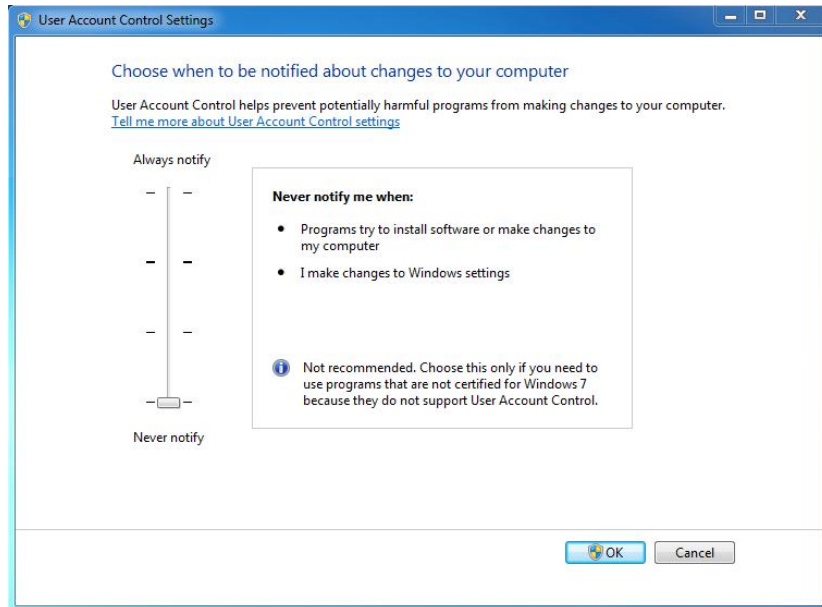 User Account Control Settings
Choose when to be notified about changes to your computer
User Account Control helps prevent potentially harmful programs from making changes to your computer.
Tell me more about User Account Control settings
Always notify
Never notify me when:
Programs try to install software or make changes to
my computer
I make changes to Windows settings
Not recommended. Choose this only if you need to
use programs that are not certified for Windows 7
because they do not support User Account Control.
Never notify
OK
Cancel